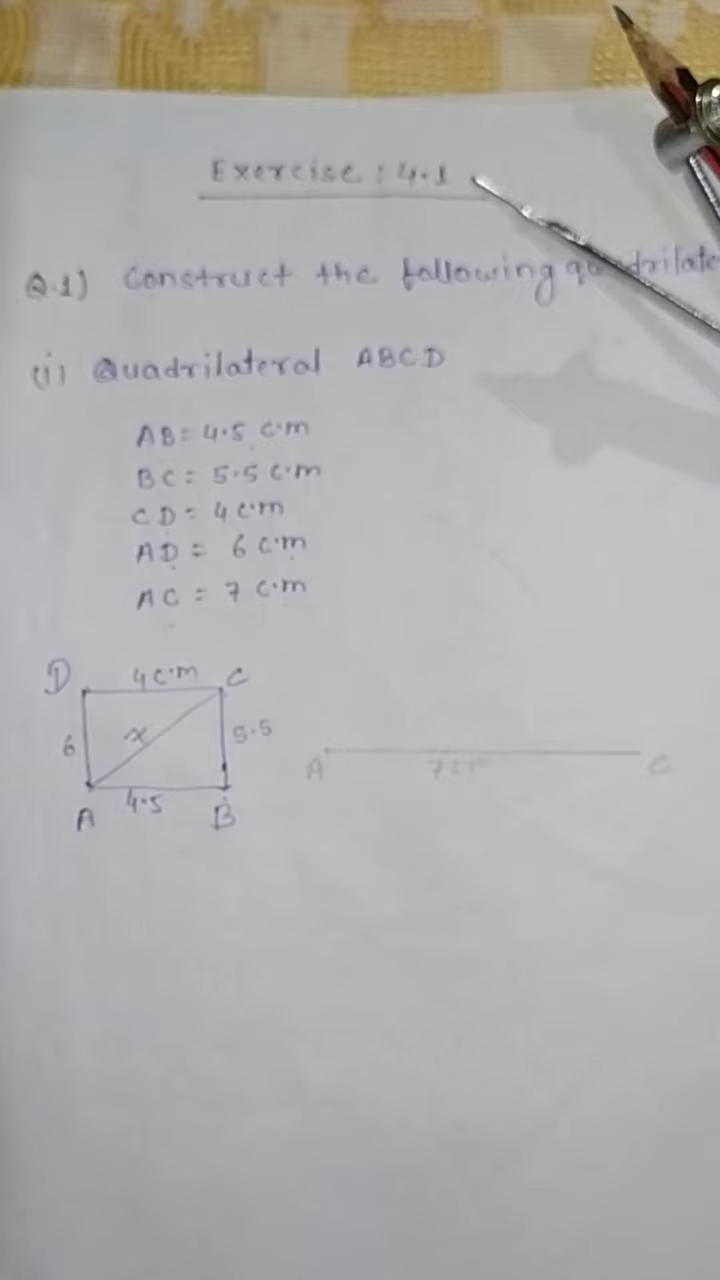 Exercise : 4.1
Q.1) Construct the following
(i) Quadrilateral ABCD
AB = 4.5 c.m
BC = 5.5 c.m
CD = 4 c.m
AD = 6 c.m
AC = 7 c.m
D 4 c.m C
6 x 5.5
A 4.5 B
A C